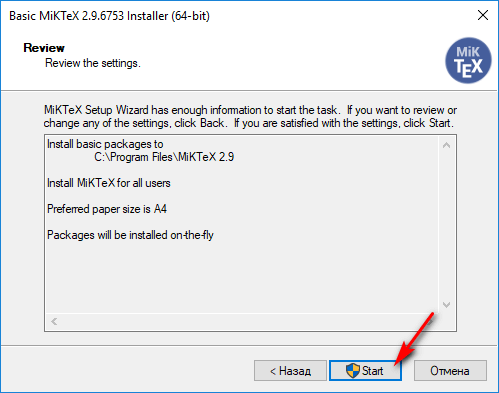 Basic MiKTeX 2.9.6753 Installer (64-bit)
Review
Review the settings.
MiK
TEX
MiKTeX Setup Wizard has enough information to start the task. If you want to review or
change any of the settings, click Back. If you are satisfied with the settings, click Start.
Install basic packages to
C:\Program Files\MiKTeX 2.9
Install MiKTeX for all users
Preferred paper size is A4
Packages will be installed on-the-fly
< Назад
Start
Отмена